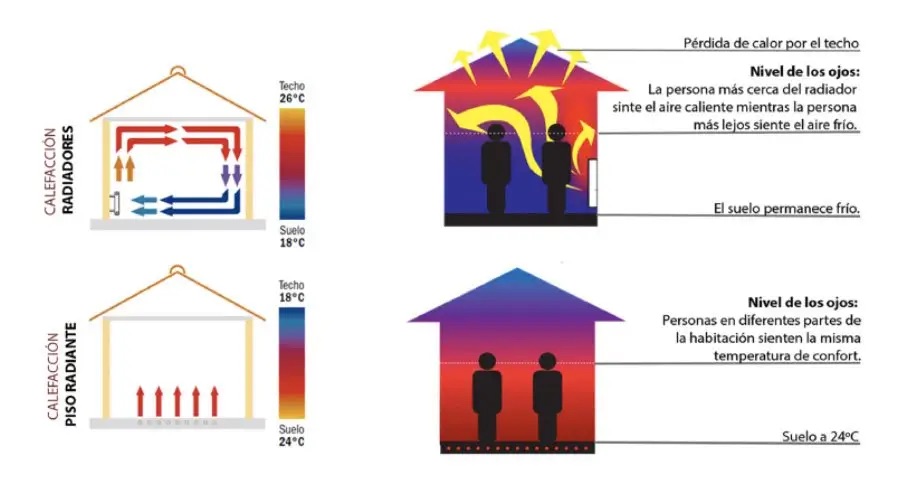 CALEFACCIÓN
RADIADORES
Techo
26°C
Suelo
18°C
Pérdida de calor por el techo
Nivel de los ojos:
La persona más cerca del radiador
sinte el aire caliente mientras la persona
más lejos siente el aire frío.
El suelo permanece frío.
CALEFACCIÓN
PISO RADIANTE
Techo
18°C
Suelo
24°C
Nivel de los ojos:
Personas en diferentes partes de
la habitación sienten la misma
temperatura de confort.
Suelo a 24ºC